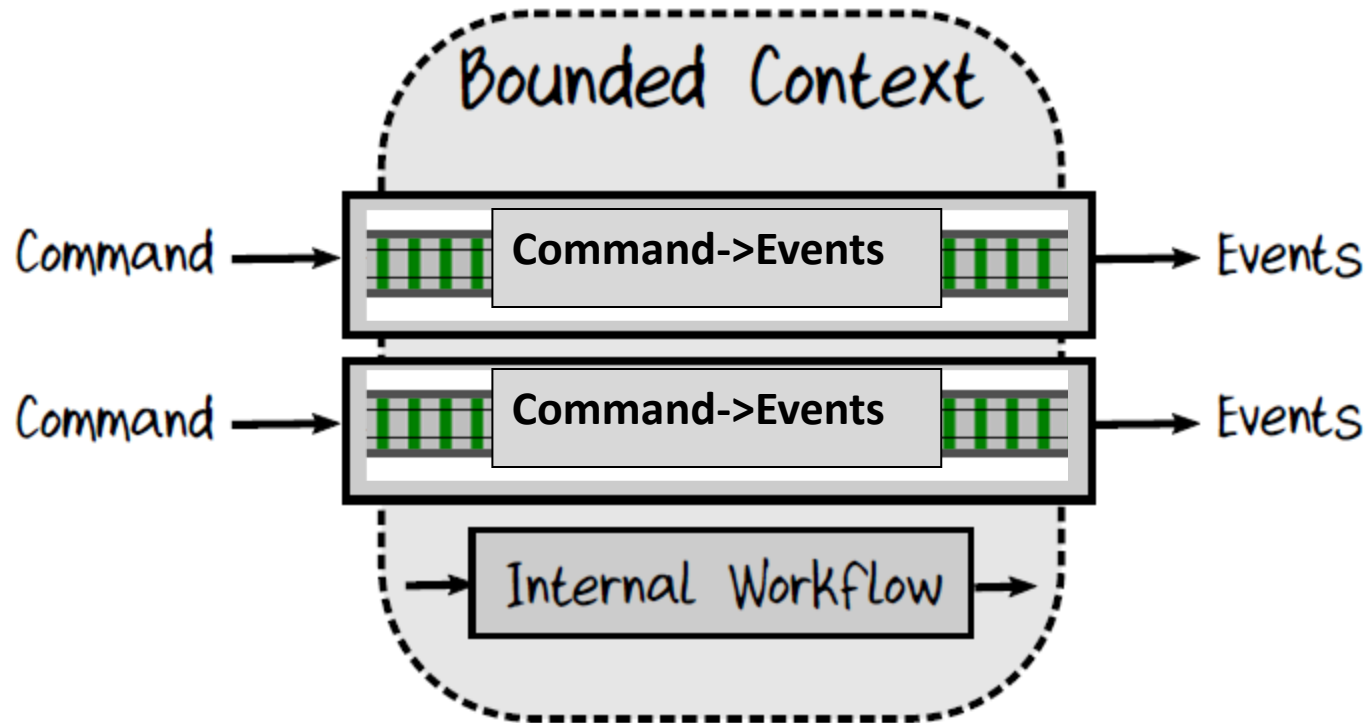 Bounded Context
Command
Command->Events
Events
Command
Command->Events
Events
Internal Workflow